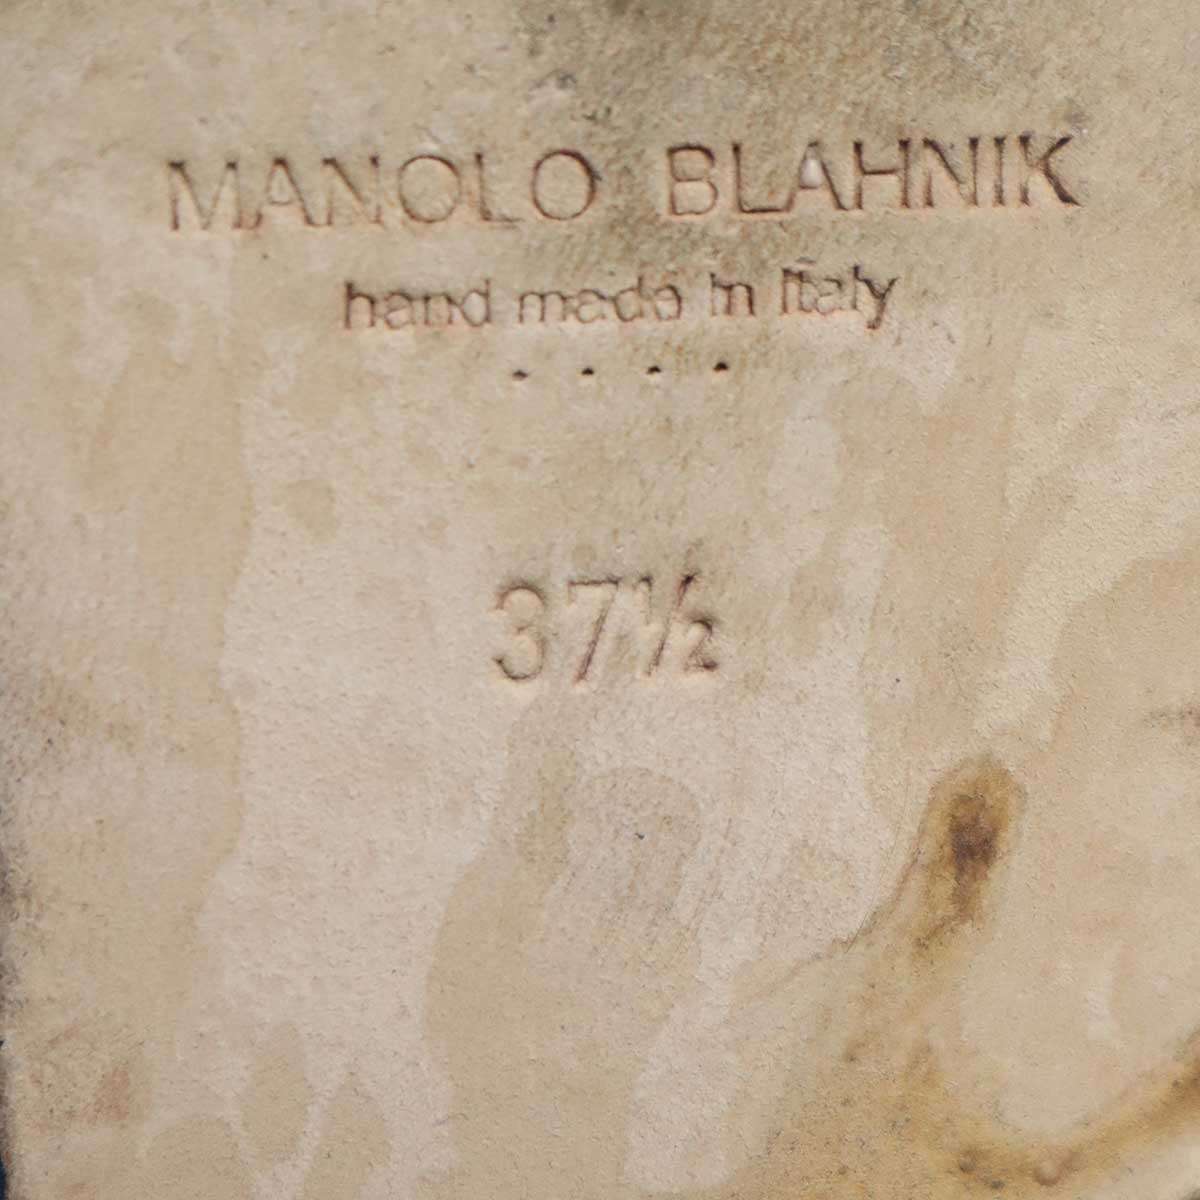 MANOLO BLAHNIK
hand made in Italy
. . . .
37½